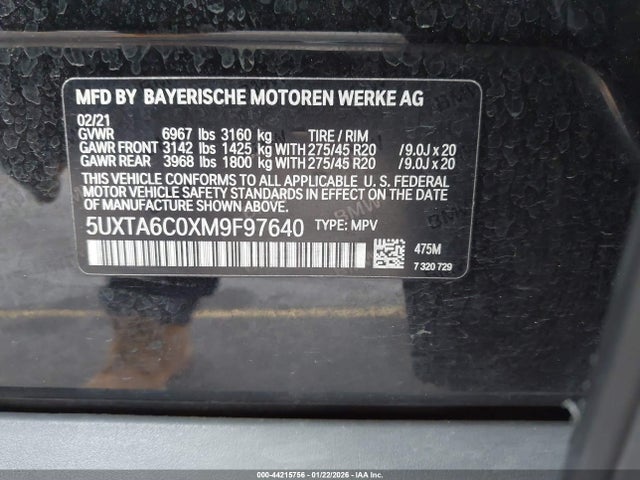 MFD BY BAYERISCHE MOTOREN WERKE AG
02/21
GVWR 6967 lbs 3160 kg TIRE / RIM
GAWR FRONT 3142 lbs 1425 kg WITH 275/45 R20 / 9.0J x 20
GAWR REAR 3968 lbs 1800 kg WITH 275/45 R20 / 9.0J x 20
THIS VEHICLE CONFORMS TO ALL APPLICABLE U. S. FEDERAL
MOTOR VEHICLE SAFETY STANDARDS IN EFFECT ON THE DATE
OF MANUFACTURE SHOWN ABOVE.
5UXTA6C0XM9F97640 TYPE: MPV
475M
7 320 729
000-44215756 - 01/22/2026 - IAA Inc.